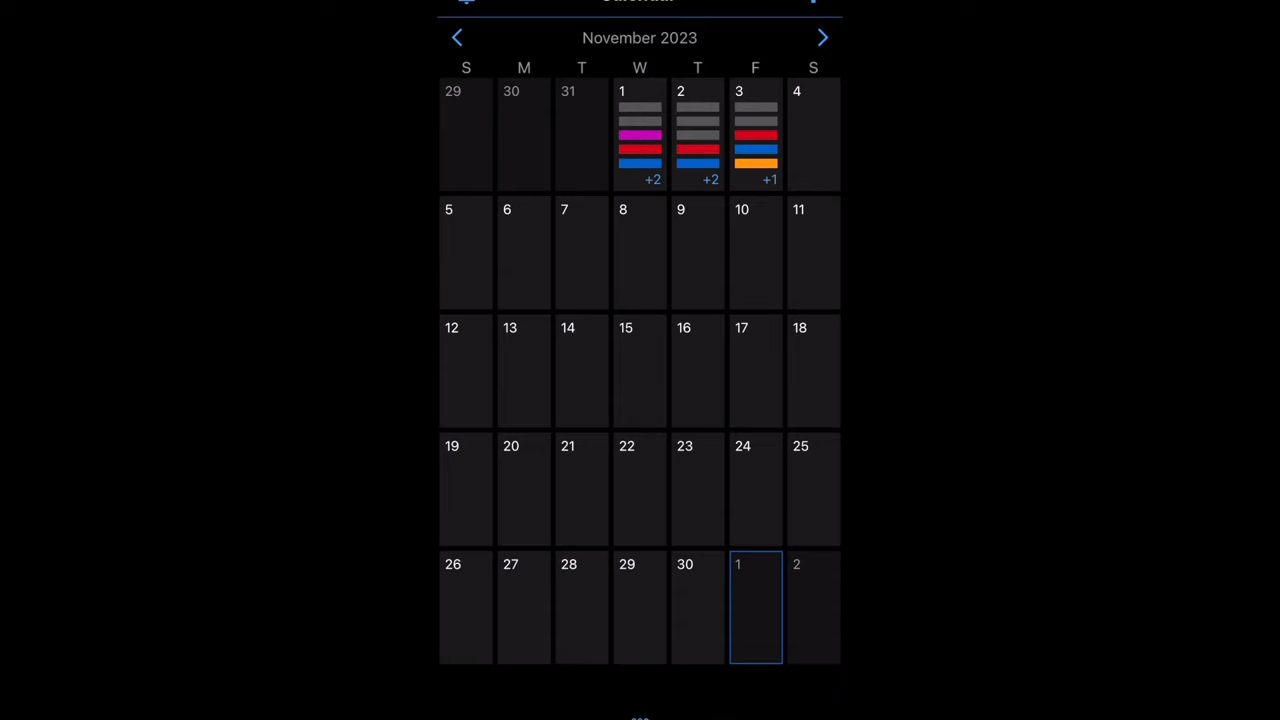 November 2023
S M T W T F S
29 30 31 1 2 3 4
+2 +2 +1
5 6 7 8 9 10 11
12 13 14 15 16 17 18
19 20 21 22 23 24 25
26 27 28 29 30 1 2